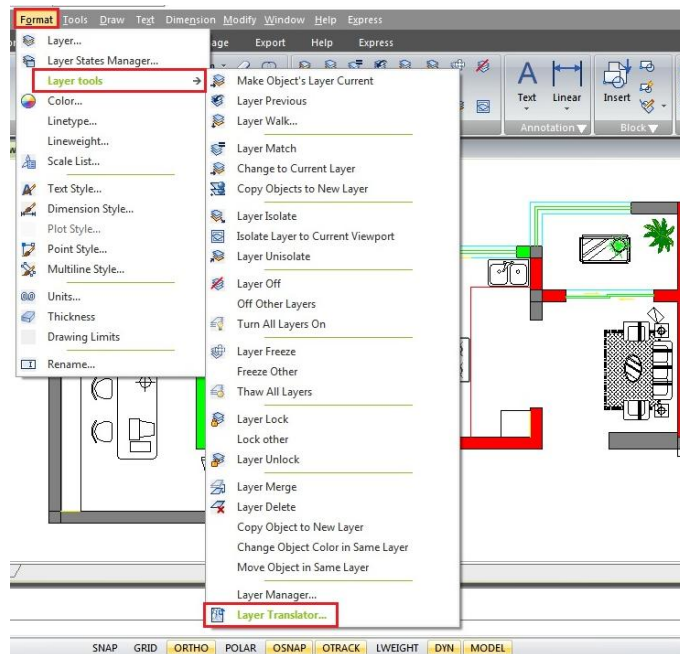 Format Tools Draw Text Dimension Modify Window Help Express
age Export Help Express
Layer...
Layer States Manager...
Layer tools
Color...
Linetype...
Lineweight...
Scale List...
Text Style...
Dimension Style...
Plot Style...
Point Style...
Multiline Style...
Units...
Thickness
Drawing Limits
Rename...
Make Object's Layer Current
Layer Previous
Layer Walk...
Layer Match
Change to Current Layer
Copy Objects to New Layer
Layer Isolate
Isolate Layer to Current Viewport
Layer Unisolate
Layer Off
Off Other Layers
Turn All Layers On
Layer Freeze
Freeze Other
Thaw All Layers
Layer Lock
Lock other
Layer Unlock
Layer Merge
Layer Delete
Copy Object to New Layer
Change Object Color in Same Layer
Move Object in Same Layer
Layer Manager...
Layer Translator...
A
Text Linear Insert
Annotation Block
SNAP GRID ORTHO POLAR OSNAP OTRACK LWEIGHT DYN MODEL